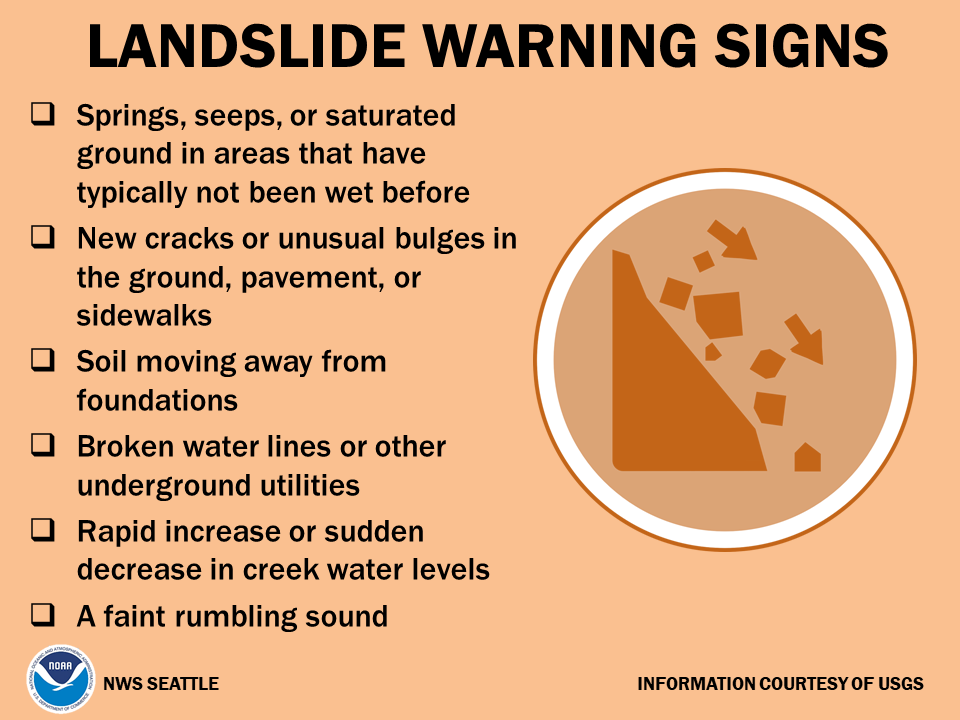 LANDSLIDE WARNING SIGNS
Springs, seeps, or saturated
ground in areas that have
typically not been wet before
New cracks or unusual bulges in
the ground, pavement, or
sidewalks
Soil moving away from
foundations
Broken water lines or other
underground utilities
Rapid increase or sudden
decrease in creek water levels
A faint rumbling sound
NATIONAL OCEANIC AND ATMOSPHERIC ADMINISTRATION
NOAA
U.S. DEPARTMENT OF COMMERCE
NWS SEATTLE
INFORMATION COURTESY OF USGS